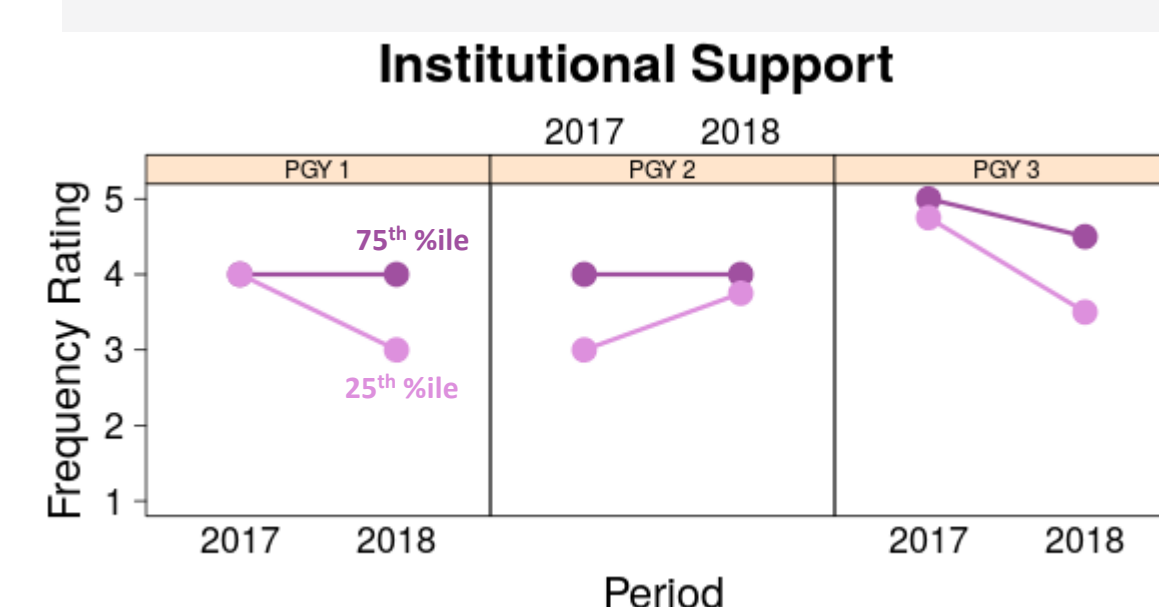 Institutional Support
2017 2018
PGY 1 PGY 2 PGY 3
Frequency Rating
5
4
3
2
1
75th %ile
25th %ile
2017 2018 2017 2018
Period